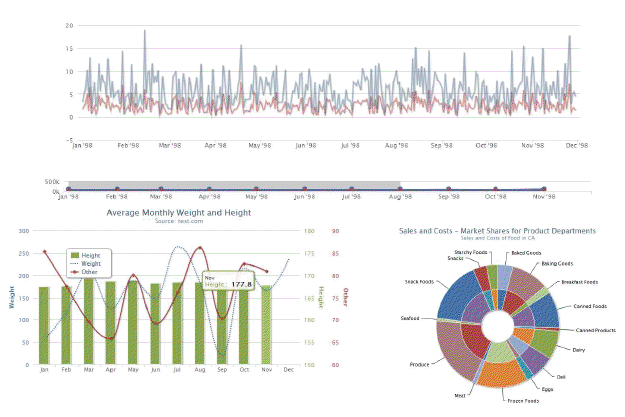 20
15
10
5
0
-5
Jan '98 Feb '98 Mar '98 Apr '98 May '98 Jun '98 Jul '98 Aug '98 Sep '98 Oct '98 Nov '98 Dec '98
500k
0k
Jan '98 Feb '98 Mar '98 Apr '98 May '98 Jun '98 Jul '98 Aug '98 Sep '98 Oct '98 Nov '98
Average Monthly Weight and Height
Source: test.com
300 180 90
250 175 85
200 170 80
150 165 75
100 160 70
50 155 65
0 150 60
Weight
Height
Other
Height
Weight
Other
Nov
Height: 177.8
Jan Feb Mar Apr May Jun Jul Aug Sep Oct Nov Dec
Sales and Costs - Market Shares for Product Departments
Sales and Costs of Food in CA
Starchy Foods
Snacks
Snack Foods
Seafood
Produce
Meat
Frozen Foods
Eggs
Deli
Dairy
Canned Products
Canned Foods
Breakfast Foods
Baking Goods
Baked Goods